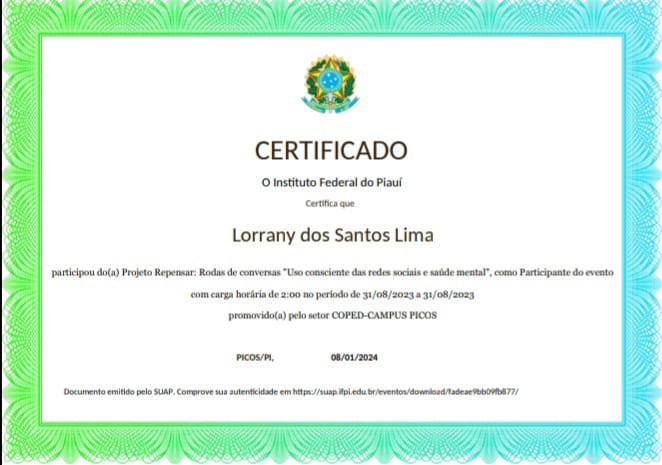 CERTIFICADO
O Instituto Federal do Piauí
Certifica que
Lorrany dos Santos Lima
participou do(a) Projeto Repensar: Rodas de conversas "Uso consciente das redes sociais e saúde mental", como Participante do evento
com carga horária de 2:00 no período de 31/08/2023 a 31/08/2023
promovido(a) pelo setor COPED-CAMPUS PICOS
PICOS/PI, 08/01/2024
Documento emitido pelo SUAP. Comprove sua autenticidade em https://suap.ifpi.edu.br/eventos/download/fadeae9bb09fb877/